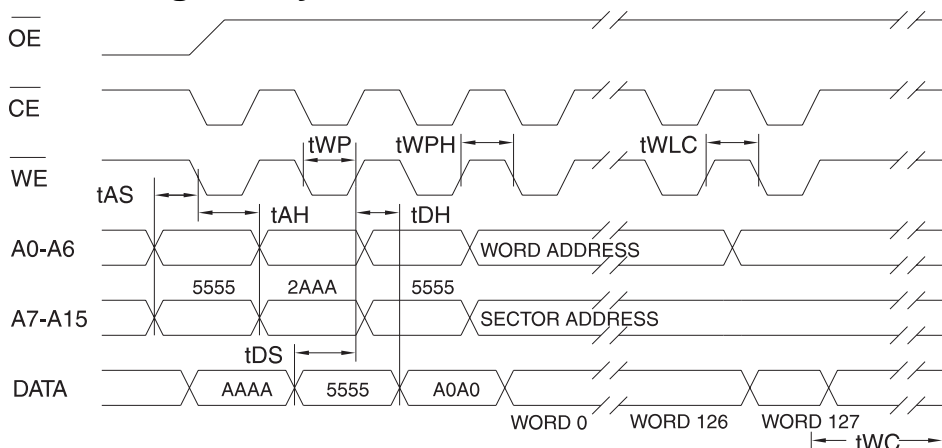 OE
CE
tWP
tWPH
tWLC
WE
tAS
tAH
tDH
A0-A6
WORD ADDRESS
5555
2AAA
5555
A7-A15
SECTOR ADDRESS
tDS
DATA
AAAA
5555
A0A0
WORD 0
WORD 126
WORD 127
tWC